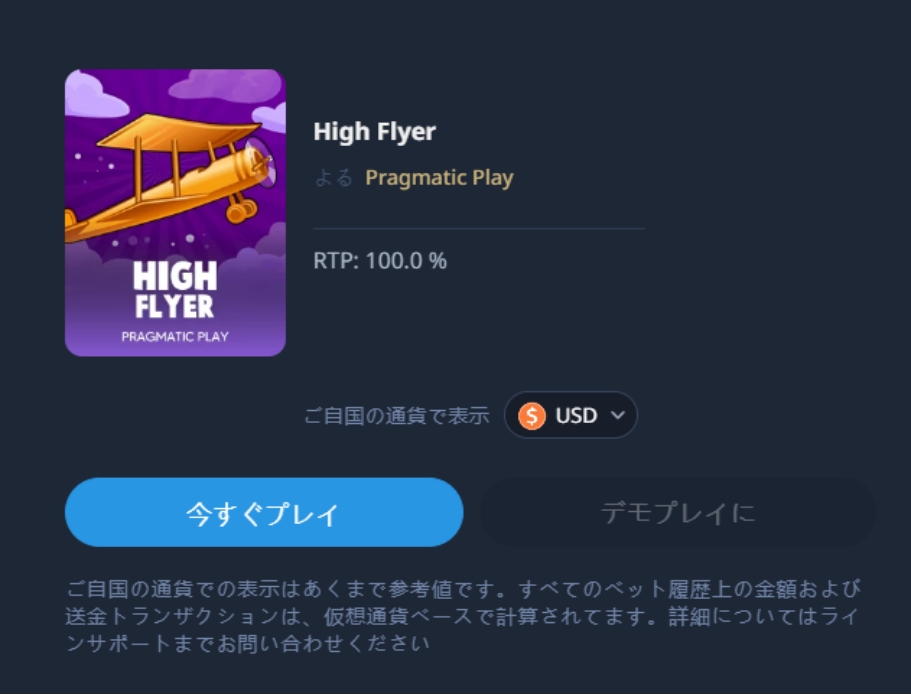 High Flyer
よる Pragmatic Play
RTP: 100.0 %
HIGH
FLYER
PRAGMATIC PLAY
ご自国の通貨で表示 $ USD
今すぐプレイ
デモプレイに
ご自国の通貨での表示はあくまで参考値です。すべてのベット履歴上の金額および
送金トランザクションは、仮想通貨ベースで計算されてます。詳細についてはライ
ンサポートまでお問い合わせください